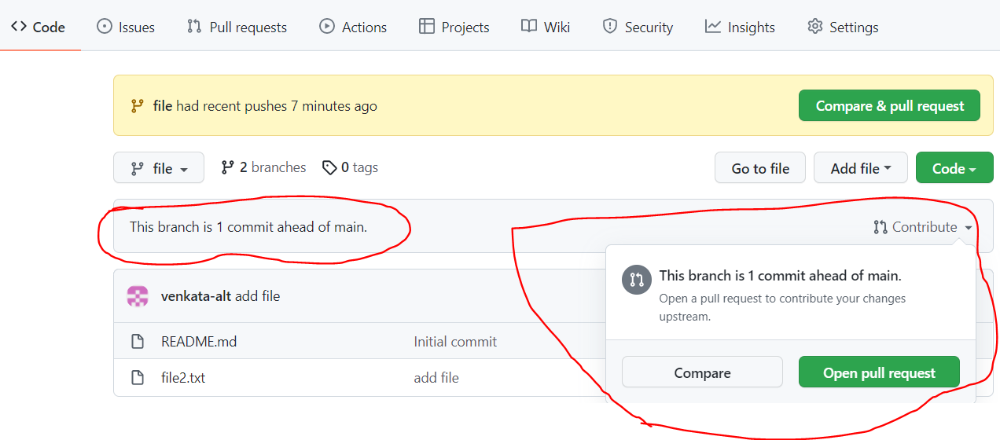 Code Issues Pull requests Actions Projects Wiki Security Insights Settings
file had recent pushes 7 minutes ago Compare & pull request
file 2 branches 0 tags Go to file Add file Code
This branch is 1 commit ahead of main. Contribute
This branch is 1 commit ahead of main.
Open a pull request to contribute your changes
upstream.
Compare Open pull request
venkata-alt add file
README.md Initial commit
file2.txt add file